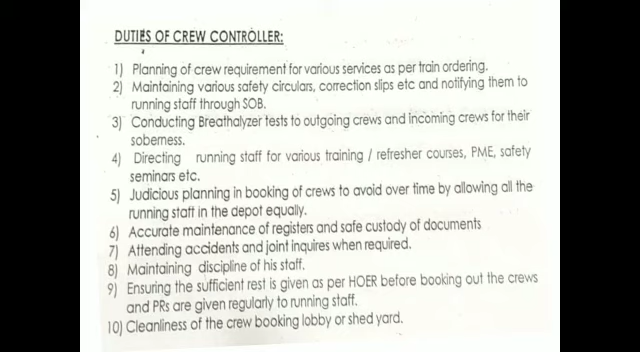 DUTIES OF CREW CONTROLLER:
1) Planning of crew requirement for various services as per train ordering.
2) Maintaining various safety circulars, correction slips etc and notifying them to
running staff through SOB.
3) Conducting Breathalyzer tests to outgoing crews and incoming crews for their
soberness.
4) Directing running staff for various training / refresher courses, PME, safety
seminars etc.
5) Judicious planning in booking of crews to avoid over time by allowing all the
running staff in the depot equally.
6) Accurate maintenance of registers and safe custody of documents
7) Attending accidents and joint inquires when required.
8) Maintaining discipline of his staff.
9) Ensuring the sufficient rest is given as per HOER before booking out the crews
and PRs are given regularly to running staff.
10) Cleanliness of the crew booking lobby or shed yard.